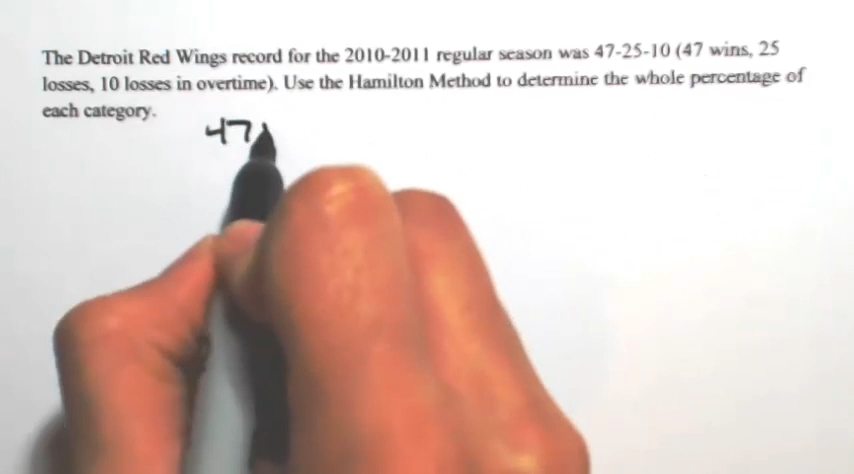 The Detroit Red Wings record for the 2010-2011 regular season was 47-25-10 (47 wins, 25
losses, 10 losses in overtime). Use the Hamilton Method to determine the whole percentage of
each category.
47